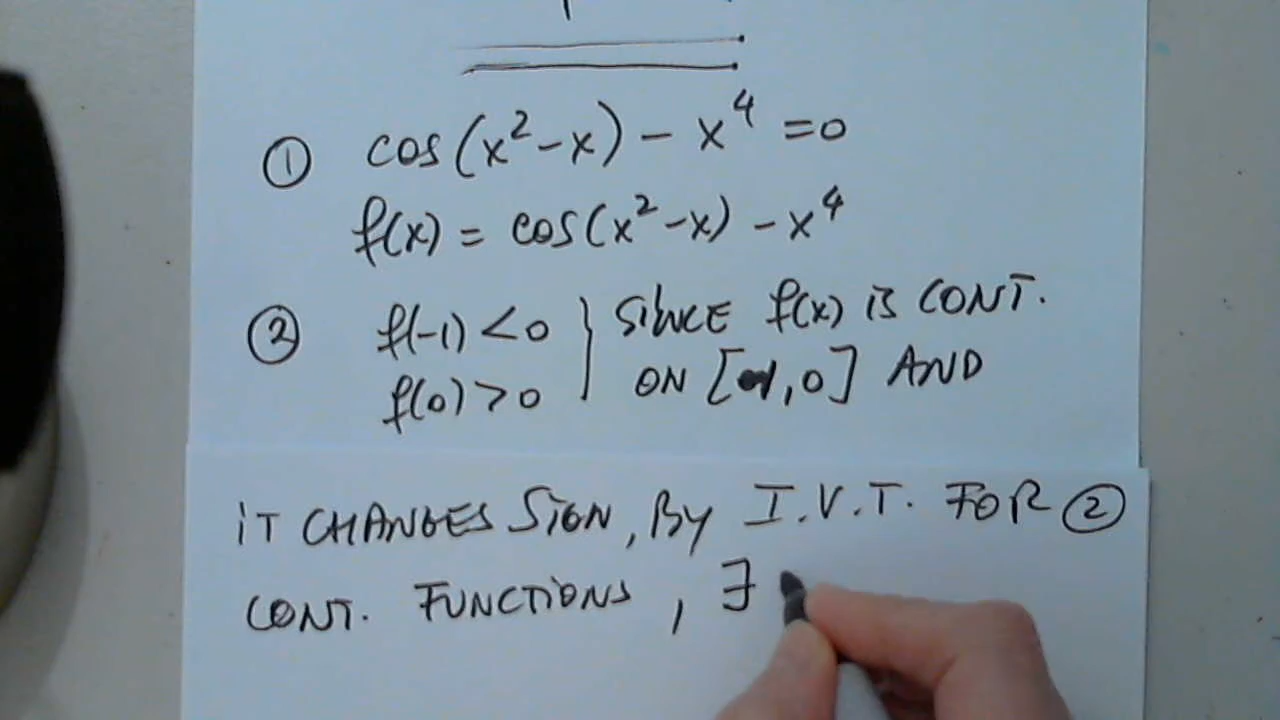 ① cos(x²-x) - x⁴ = 0
f(x) = cos(x²-x) - x⁴
② f(-1) < 0 } SINCE f(x) is CONT.
f(0) > 0 ON [-1, 0] AND
iT CHANGES SIGN, By I.V.T. FOR ②
CONT. FUNCTIONS, ∃